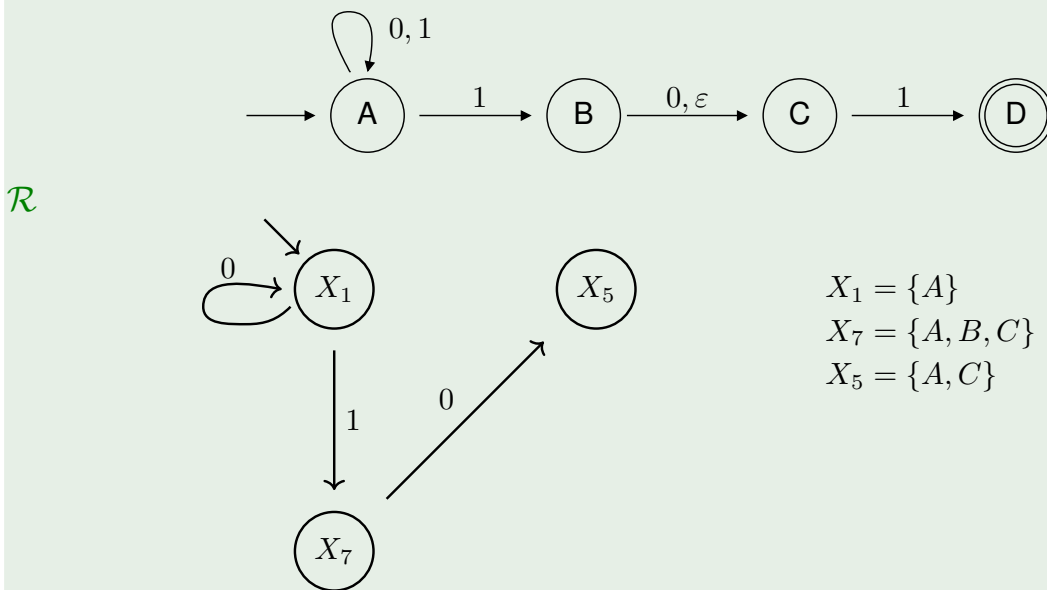 0, 1
A 1 B 0, ε C 1 D
R
0 X₁ X₅
X₁ = {A}
X₇ = {A, B, C}
X₅ = {A, C}
0
1
X₇